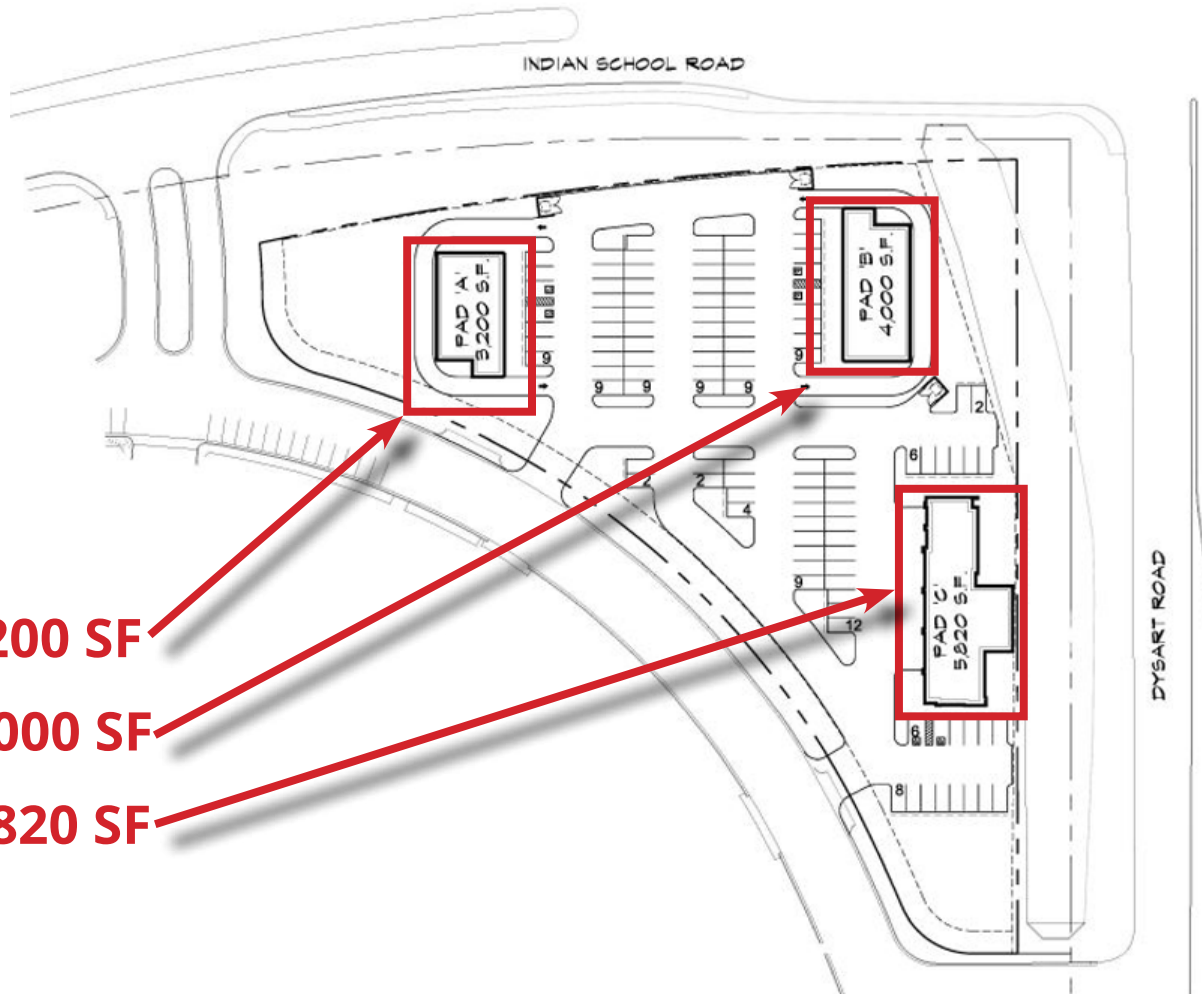 INDIAN SCHOOL ROAD
PAD 'A'
3,200 S.F.
PAD 'B'
4,000 S.F.
9
9
9
9
9
9
9
2
6
2
2
4
9
12
PAD 'C'
5,820 S.F.
DYSART ROAD
200 SF
000 SF
820 SF
6
8